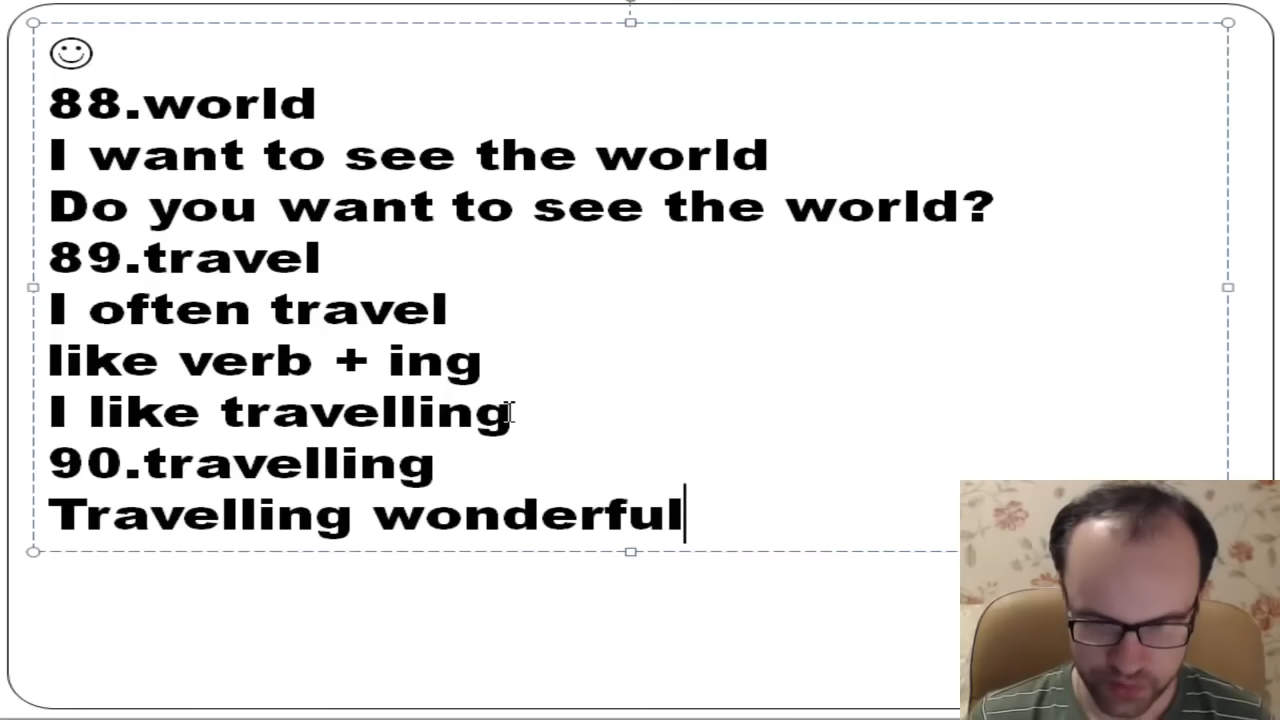 88.world
I want to see the world
Do you want to see the world?
89.travel
I often travel
like verb + ing
I like travelling
90.travelling
Travelling wonderful